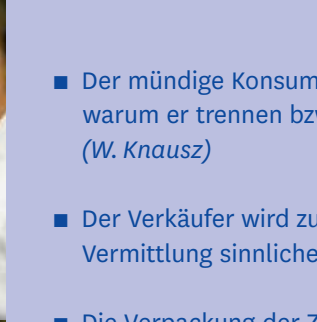 ■ Der mündige Konsum
warum er trennen bzw
(W. Knausz)
■ Der Verkäufer wird zu
Vermittlung sinnliche
■ Die Verpackung der Z